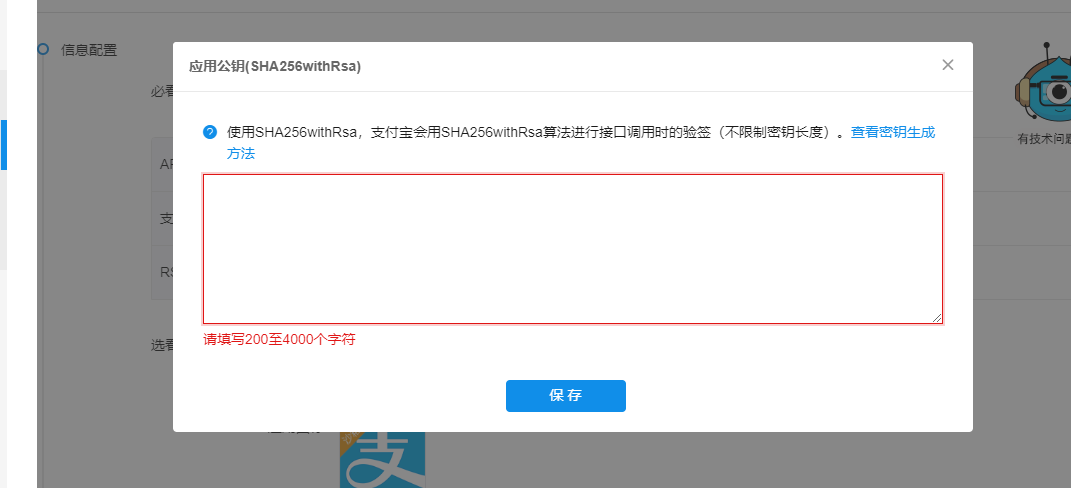 信息配置
应用公钥(SHA256withRsa)
必看
使用SHA256withRsa，支付宝会用SHA256withRsa算法进行接口调用时的验签（不限制密钥长度）。查看密钥生成
方法
有技术问题
AP
支
RS
请填写200至4000个字符
选看
保存
支